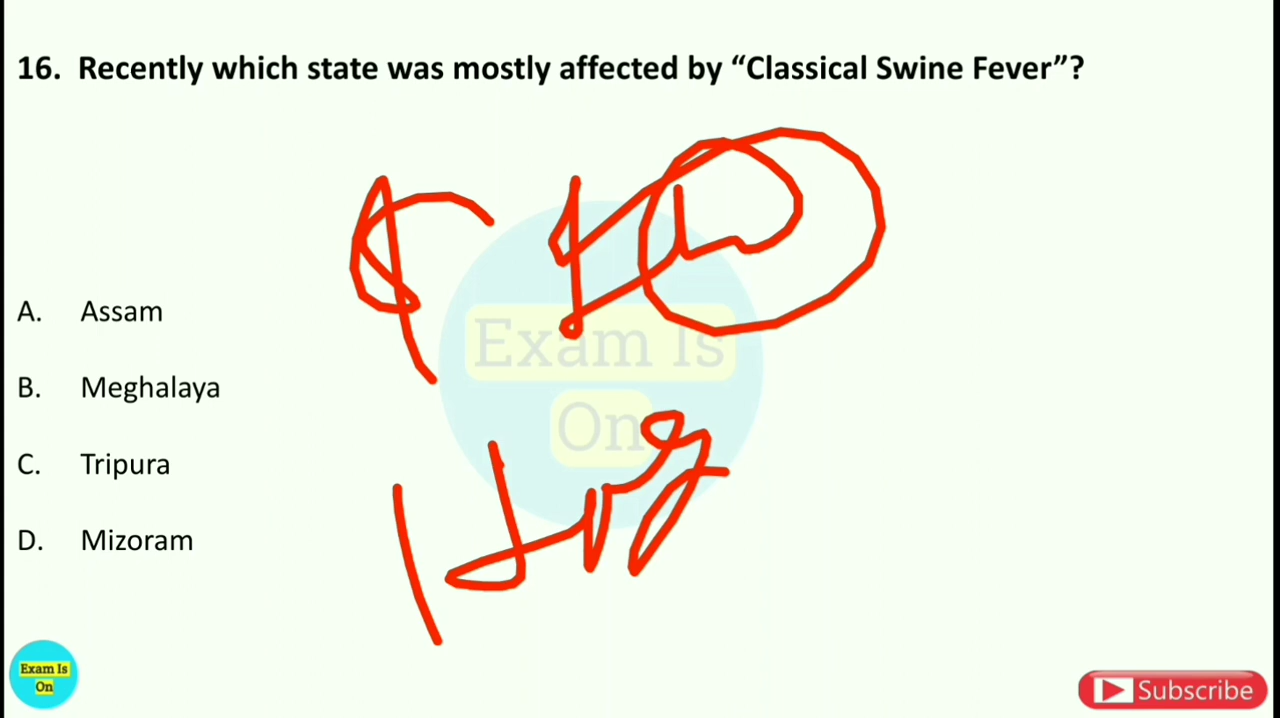 16. Recently which state was mostly affected by “Classical Swine Fever”?
A. Assam
B. Meghalaya
C. Tripura
D. Mizoram
Exam Is
On
Exam Is
On
Subscribe